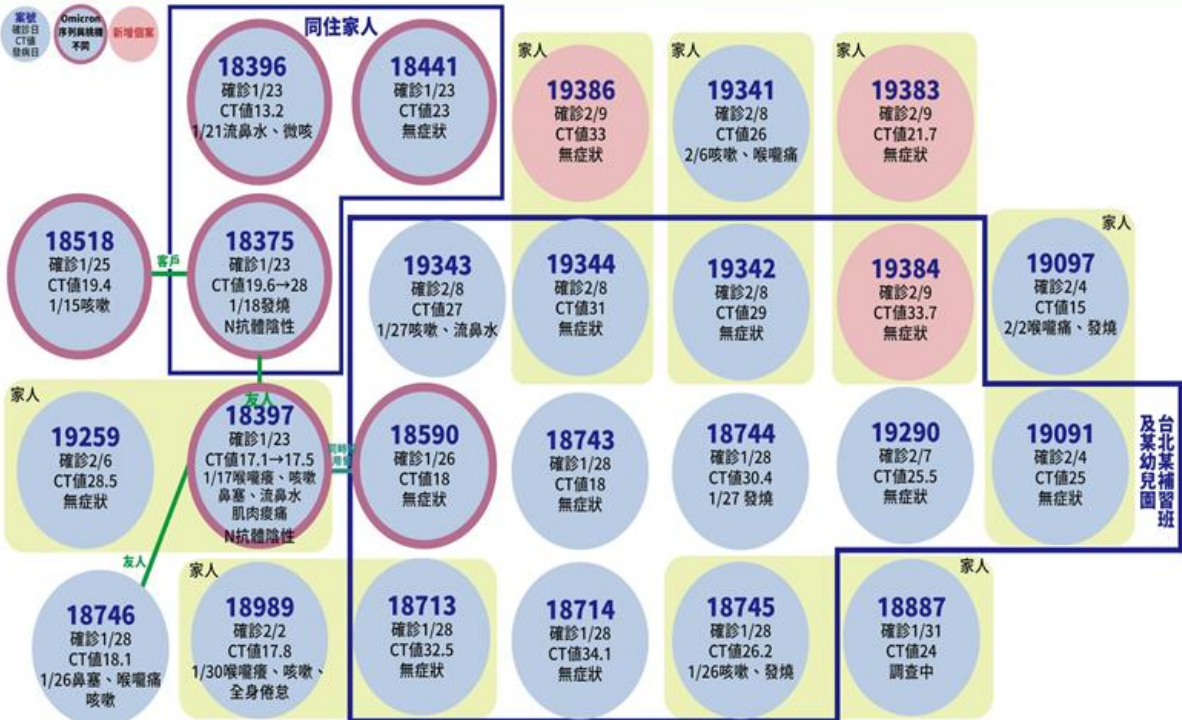 案號
確診日
CT值
發病日
Omicron
序列與桃機
不同
新增個案
同住家人
18396
確診1/23
CT值13.2
1/21流鼻水、微咳
18441
確診1/23
CT值23
無症狀
家人
19386
確診2/9
CT值33
無症狀
家人
19341
確診2/8
CT值26
2/6咳嗽、喉嚨痛
家人
19383
確診2/9
CT值21.7
無症狀
18518
確診1/25
CT值19.4
1/15咳嗽
客戶
18375
確診1/23
CT值19.6→28
1/18發燒
N抗體陰性
19343
確診2/8
CT值27
1/27咳嗽、流鼻水
19344
確診2/8
CT值31
無症狀
19342
確診2/8
CT值29
無症狀
19384
確診2/9
CT值33.7
無症狀
家人
19097
確診2/4
CT值15
2/2喉嚨痛、發燒
家人
19259
確診2/6
CT值28.5
無症狀
友人
18397
確診1/23
CT值17.1→17.5
1/17喉嚨癢、咳嗽
鼻塞、流鼻水
肌肉痠痛
N抗體陰性
18590
確診1/26
CT值18
無症狀
18743
確診1/28
CT值18
無症狀
18744
確診1/28
CT值30.4
1/27 發燒
19290
確診2/7
CT值25.5
無症狀
19091
確診2/4
CT值25
無症狀
台北某補習班
及某幼兒園
友人
18746
確診1/28
CT值18.1
1/26鼻塞、喉嚨痛
咳嗽
家人
18989
確診2/2
CT值17.8
1/30喉嚨癢、咳嗽、
全身倦怠
18713
確診1/28
CT值32.5
無症狀
18714
確診1/28
CT值34.1
無症狀
18745
確診1/28
CT值26.2
1/26咳嗽、發燒
家人
18887
確診1/31
CT值24
調查中